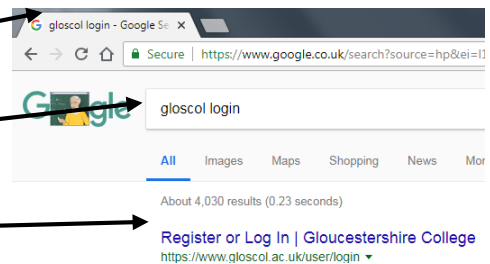 gloscol login - Google Se
Secure | https://www.google.co.uk/search?source=hp&ei=
Google
gloscol login
All Images Maps Shopping News Mor
About 4,030 results (0.23 seconds)
Register or Log In | Gloucestershire College
https://www.gloscol.ac.uk/user/login